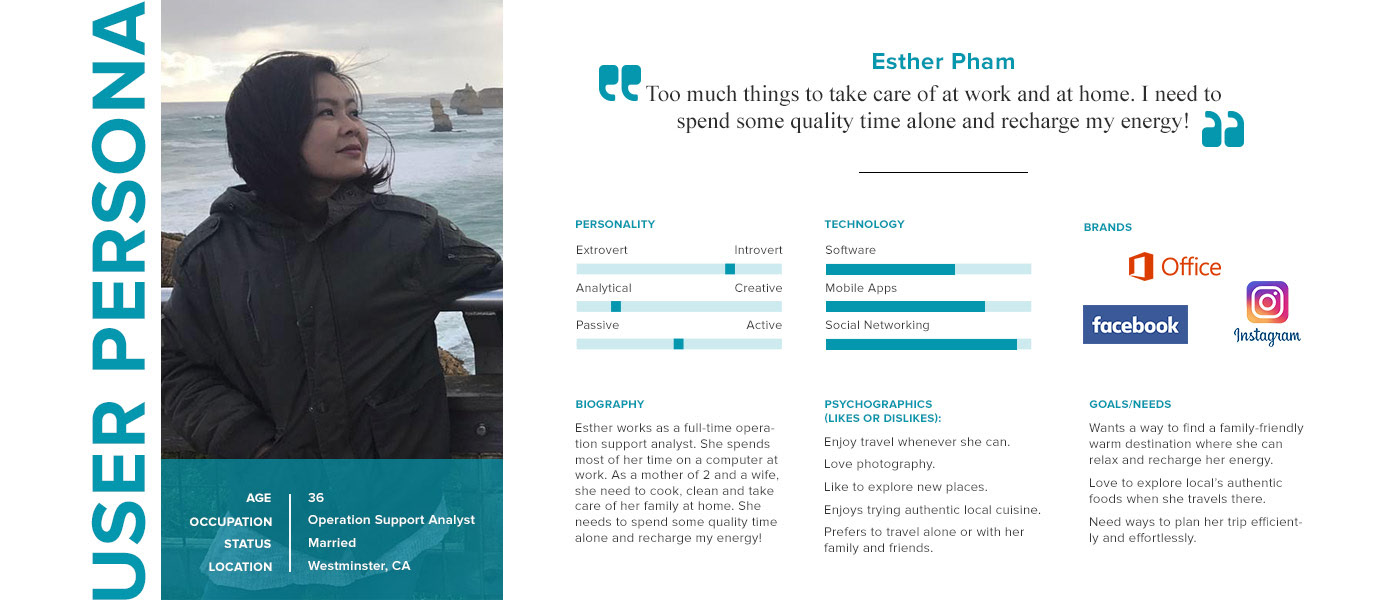 USER PERSONA
AGE 36
OCCUPATION Operation Support Analyst
STATUS Married
LOCATION Westminster, CA
Esther Pham
“Too much things to take care of at work and at home. I need to
spend some quality time alone and recharge my energy!”
PERSONALITY
Extrovert Introvert
Analytical Creative
Passive Active
TECHNOLOGY
Software
Mobile Apps
Social Networking
BRANDS
Office
facebook
Instagram
BIOGRAPHY
Esther works as a full-time opera-
tion support analyst. She spends
most of her time on a computer at
work. As a mother of 2 and a wife,
she need to cook, clean and take
care of her family at home. She
needs to spend some quality time
alone and recharge my energy!
PSYCHOGRAPHICS
(LIKES OR DISLIKES):
Enjoy travel whenever she can.
Love photography.
Like to explore new places.
Enjoys trying authentic local cuisine.
Prefers to travel alone or with her
family and friends.
GOALS/NEEDS
Wants a way to find a family-friendly
warm destination where she can
relax and recharge her energy.
Love to explore local’s authentic
foods when she travels there.
Need ways to plan her trip efficient-
ly and effortlessly.